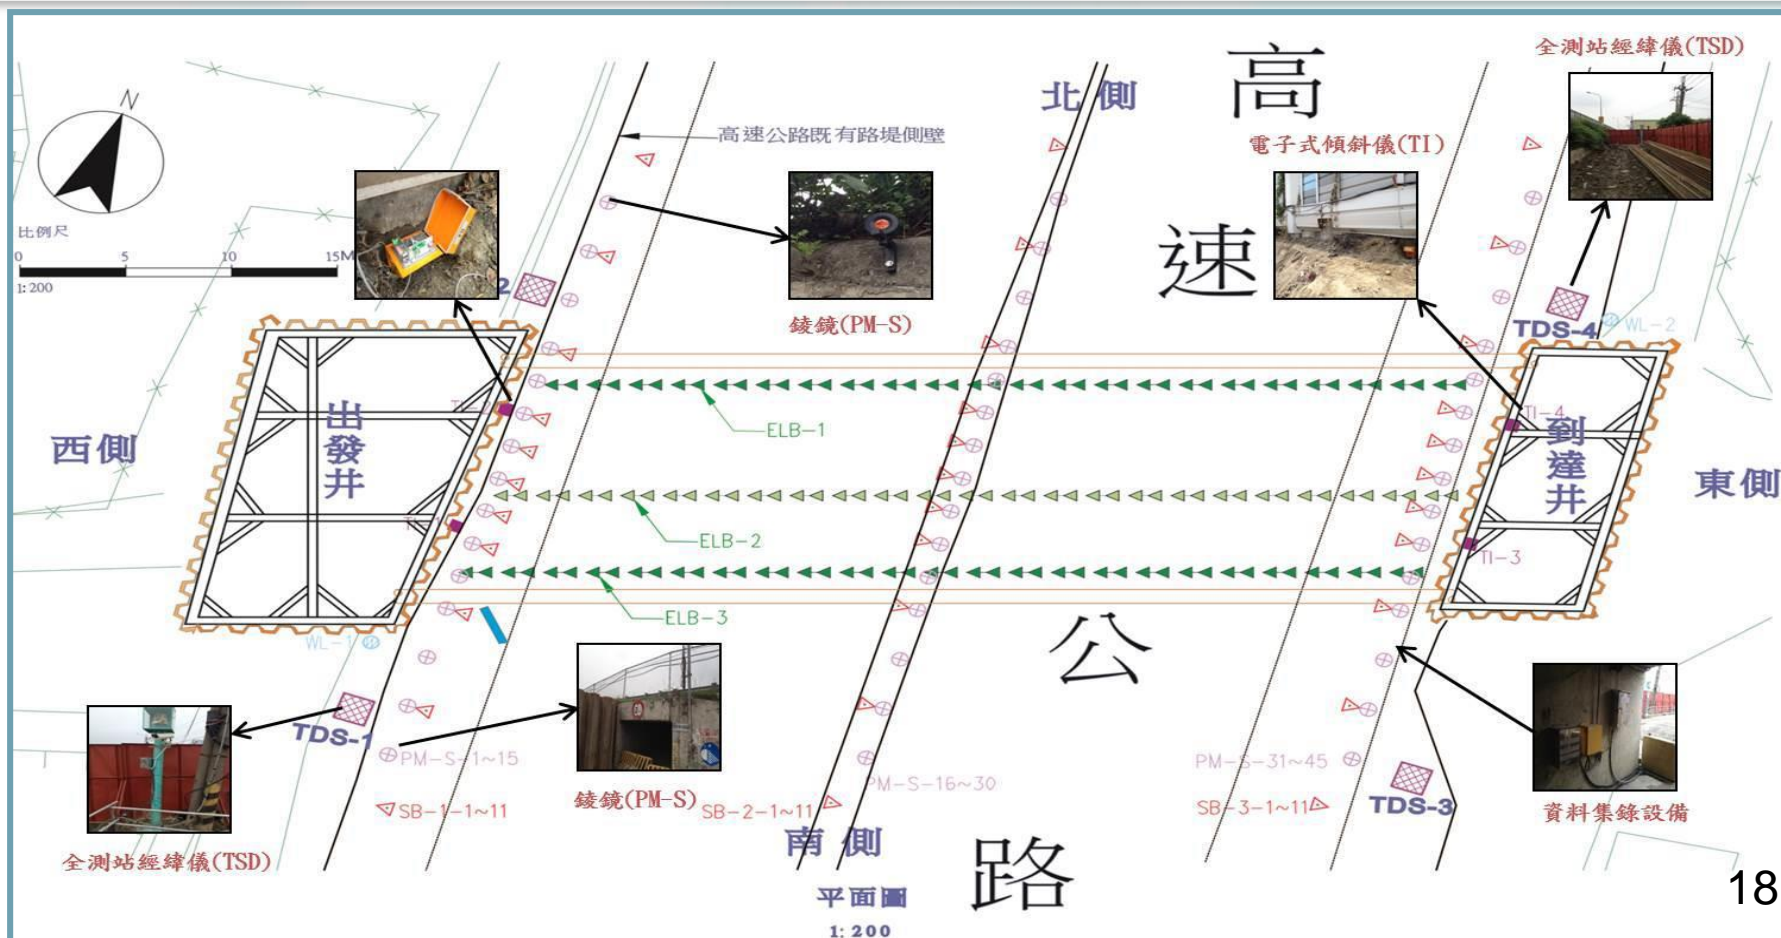 全測站經緯儀(TSD)
高
北側
N
高速公路既有路堤側壁
電子式傾斜儀(TI)
比例尺
0 5 10 15M
1:200
速
2
稜鏡(PM-S)
TDS-4
WL-2
ELB-1
TI-4
西側
出發井
到達井
東側
ELB-2
TI-3
ELB-3
公
WL-1
TDS-1
PM-S-1~15
PM-S-31~45
PM-S-16~30
稜鏡(PM-S)
SB-1-1~11
SB-2-1~11
SB-3-1~11
TDS-3
資料集錄設備
南側
全測站經緯儀(TSD)
路
平面圖
1:200
18